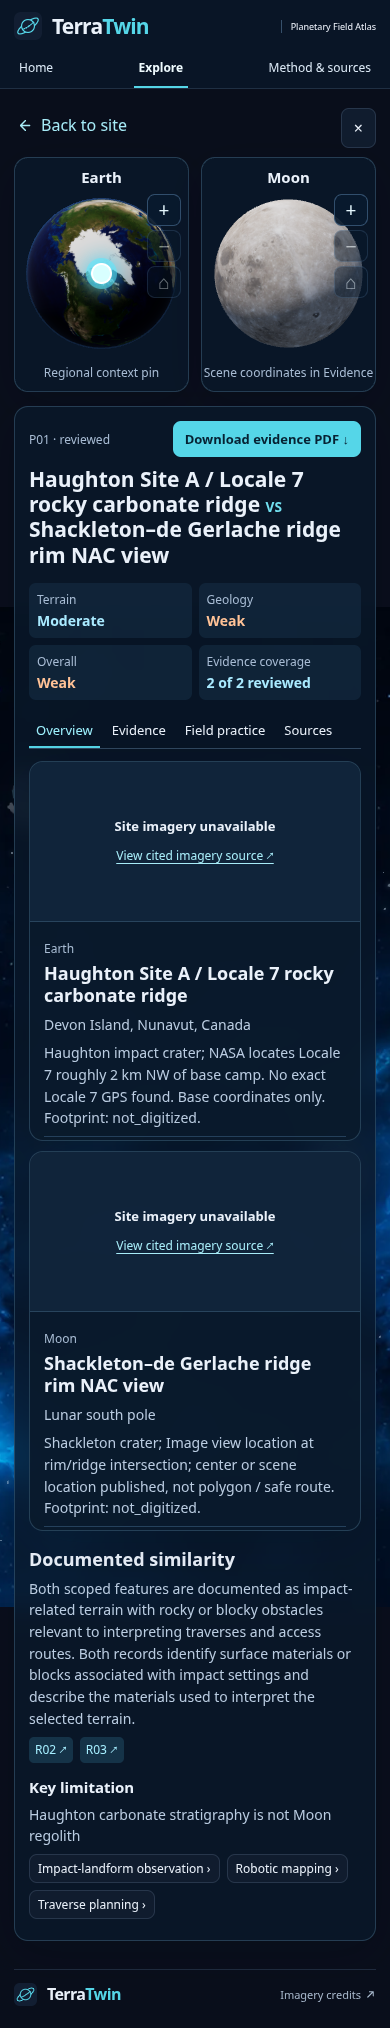 TerraTwin
Planetary Field Atlas
Home Explore Method & sources
← Back to site
×
Earth
+
−
⌂
Regional context pin
Moon
+
−
⌂
Scene coordinates in Evidence
P01 · reviewed
Download evidence PDF ↓
Haughton Site A / Locale 7
rocky carbonate ridge VS
Shackleton–de Gerlache ridge
rim NAC view
Terrain
Moderate
Geology
Weak
Overall
Weak
Evidence coverage
2 of 2 reviewed
Overview Evidence Field practice Sources
Site imagery unavailable
View cited imagery source ↗
Earth
Haughton Site A / Locale 7 rocky
carbonate ridge
Devon Island, Nunavut, Canada
Haughton impact crater; NASA locates Locale
7 roughly 2 km NW of base camp. No exact
Locale 7 GPS found. Base coordinates only.
Footprint: not_digitized.
Site imagery unavailable
View cited imagery source ↗
Moon
Shackleton–de Gerlache ridge
rim NAC view
Lunar south pole
Shackleton crater; Image view location at
rim/ridge intersection; center or scene
location published, not polygon / safe route.
Footprint: not_digitized.
Documented similarity
Both scoped features are documented as impact-
related terrain with rocky or blocky obstacles
relevant to interpreting traverses and access
routes. Both records identify surface materials or
blocks associated with impact settings and
describe the materials used to interpret the
selected terrain.
R02 ↗ R03 ↗
Key limitation
Haughton carbonate stratigraphy is not Moon
regolith
Impact-landform observation › Robotic mapping ›
Traverse planning ›
TerraTwin
Imagery credits ↗